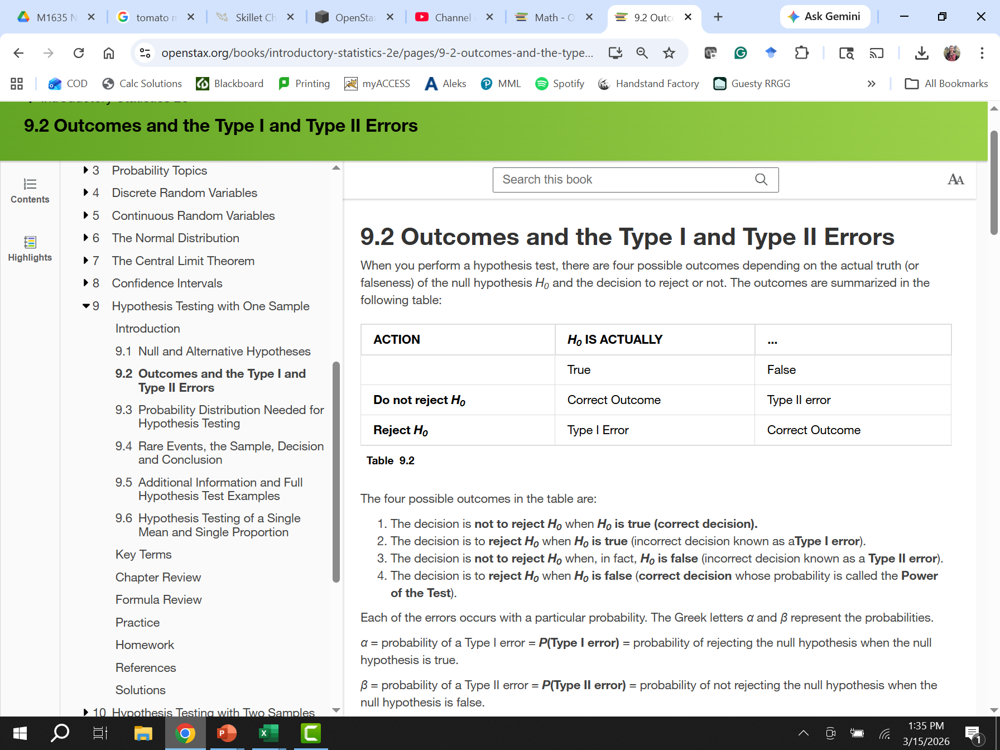 M1635 N
tomato n
Skillet Ch
OpenStax
Channel
Math - O
9.2 Outc
Ask Gemini
openstax.org/books/introductory-statistics-2e/pages/9-2-outcomes-and-the-type...
COD
Calc Solutions
Blackboard
Printing
myACCESS
Aleks
MML
Spotify
Handstand Factory
Guesty RRGG
All Bookmarks
9.2 Outcomes and the Type I and Type II Errors
Contents
Highlights
3 Probability Topics
4 Discrete Random Variables
5 Continuous Random Variables
6 The Normal Distribution
7 The Central Limit Theorem
8 Confidence Intervals
9 Hypothesis Testing with One Sample
Introduction
9.1 Null and Alternative Hypotheses
9.2 Outcomes and the Type I and
Type II Errors
9.3 Probability Distribution Needed for
Hypothesis Testing
9.4 Rare Events, the Sample, Decision
and Conclusion
9.5 Additional Information and Full
Hypothesis Test Examples
9.6 Hypothesis Testing of a Single
Mean and Single Proportion
Key Terms
Chapter Review
Formula Review
Practice
Homework
References
Solutions
10 Hypothesis Testing with Two Samples
Search this book
AA
9.2 Outcomes and the Type I and Type II Errors
When you perform a hypothesis test, there are four possible outcomes depending on the actual truth (or
falseness) of the null hypothesis H0 and the decision to reject or not. The outcomes are summarized in the
following table:
ACTION H0 IS ACTUALLY ...
True False
Do not reject H0 Correct Outcome Type II error
Reject H0 Type I Error Correct Outcome
Table 9.2
The four possible outcomes in the table are:
1. The decision is not to reject H0 when H0 is true (correct decision).
2. The decision is to reject H0 when H0 is true (incorrect decision known as aType I error).
3. The decision is not to reject H0 when, in fact, H0 is false (incorrect decision known as a Type II error).
4. The decision is to reject H0 when H0 is false (correct decision whose probability is called the Power
of the Test).
Each of the errors occurs with a particular probability. The Greek letters α and β represent the probabilities.
α = probability of a Type I error = P(Type I error) = probability of rejecting the null hypothesis when the null
hypothesis is true.
β = probability of a Type II error = P(Type II error) = probability of not rejecting the null hypothesis when the
null hypothesis is false.
1:35 PM
3/15/2026
1